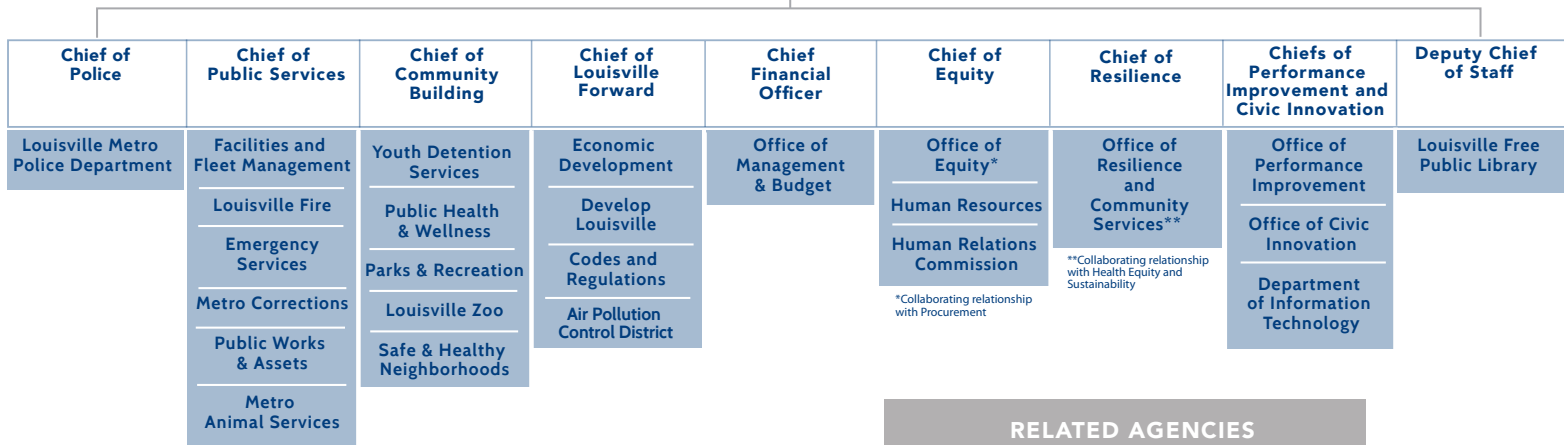 Chief of
Police
Chief of
Public Services
Chief of
Community
Building
Chief of
Louisville
Forward
Chief
Financial
Officer
Chief of
Equity
Chief of
Resilience
Chiefs of
Performance
Improvement and
Civic Innovation
Deputy Chief
of Staff
Louisville Metro
Police Department
Facilities and
Fleet Management
Louisville Fire
Emergency
Services
Metro Corrections
Public Works
& Assets
Metro
Animal Services
Youth Detention
Services
Public Health
& Wellness
Parks & Recreation
Louisville Zoo
Safe & Healthy
Neighborhoods
Economic
Development
Develop
Louisville
Codes and
Regulations
Air Pollution
Control District
Office of
Management
& Budget
Office of
Equity*
Human Resources
Human Relations
Commission
*Collaborating relationship
with Procurement
Office of
Resilience
and
Community
Services**
**Collaborating relationship
with Health Equity and
Sustainability
Office of
Performance
Improvement
Office of Civic
Innovation
Department
of Information
Technology
Louisville Free
Public Library
RELATED AGENCIES